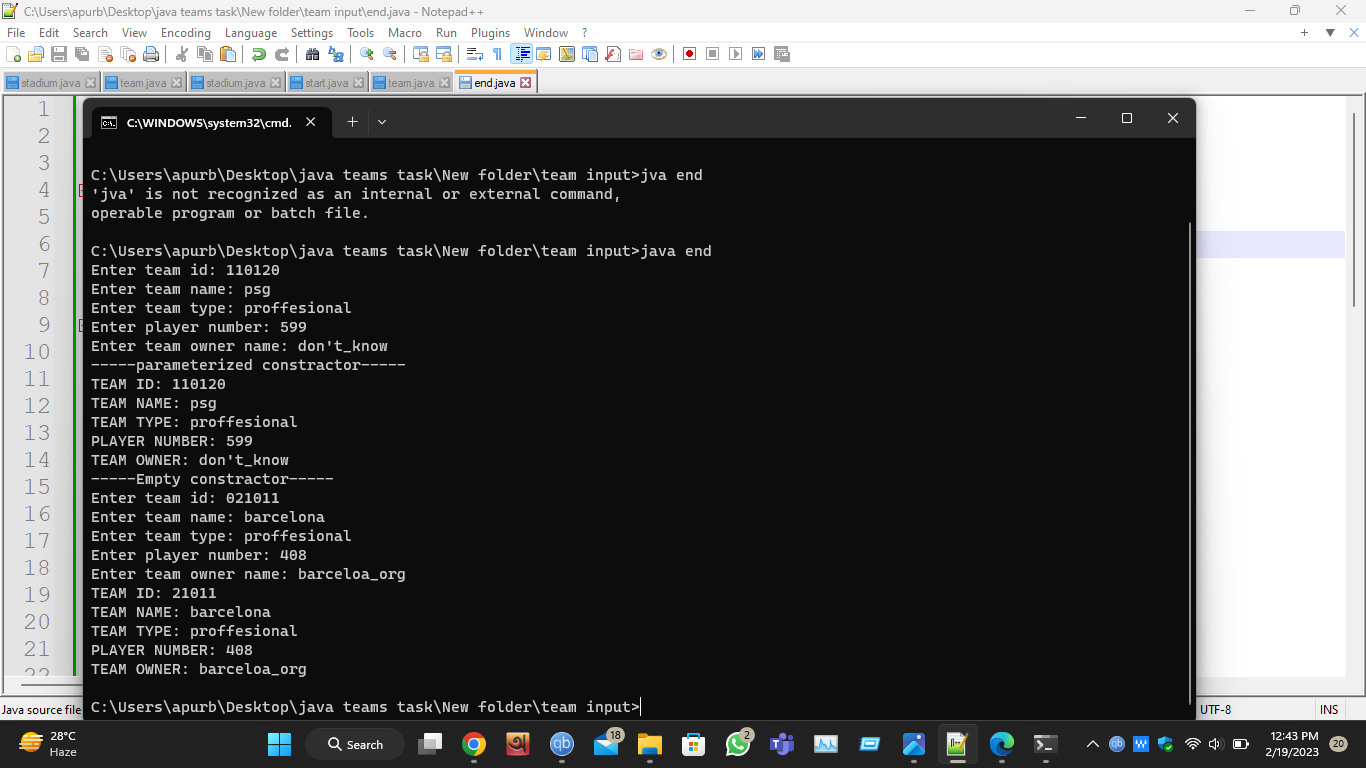 C:\Users\apurb\Desktop\java teams task\New folder\team input\end.java - Notepad++
File Edit Search View Encoding Language Settings Tools Macro Run Plugins Window ?
stadium.java team.java stadium.java start.java team.java end.java
C:\WINDOWS\system32\cmd.
1
2
3
4
5
6
7
8
9
10
11
12
13
14
15
16
17
18
19
20
21
22
C:\Users\apurb\Desktop\java teams task\New folder\team input>jva end
'jva' is not recognized as an internal or external command,
operable program or batch file.
C:\Users\apurb\Desktop\java teams task\New folder\team input>java end
Enter team id: 110120
Enter team name: psg
Enter team type: proffesional
Enter player number: 599
Enter team owner name: don't_know
-----parameterized constractor-----
TEAM ID: 110120
TEAM NAME: psg
TEAM TYPE: proffesional
PLAYER NUMBER: 599
TEAM OWNER: don't_know
-----Empty constractor-----
Enter team id: 021011
Enter team name: barcelona
Enter team type: proffesional
Enter player number: 408
Enter team owner name: barceloa_org
TEAM ID: 21011
TEAM NAME: barcelona
TEAM TYPE: proffesional
PLAYER NUMBER: 408
TEAM OWNER: barceloa_org
C:\Users\apurb\Desktop\java teams task\New folder\team input>
Java source file UTF-8 INS
28°C
Haze
Search
18
2
12:43 PM
2/19/2023
20